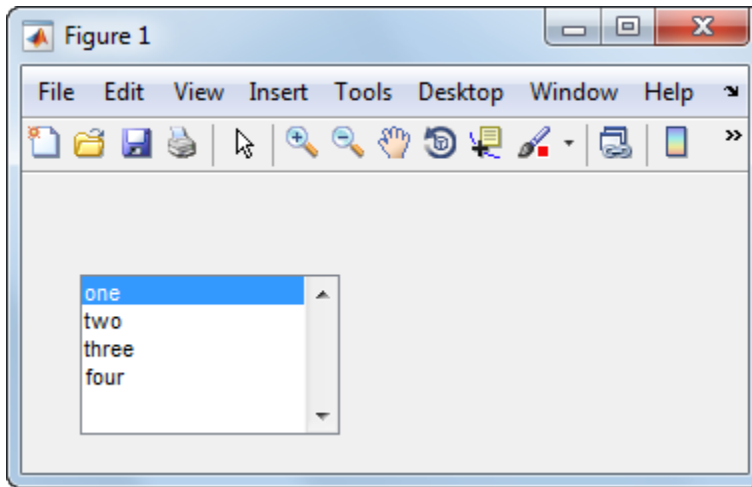 Figure 1
File Edit View Insert Tools Desktop Window Help
one
two
three
four